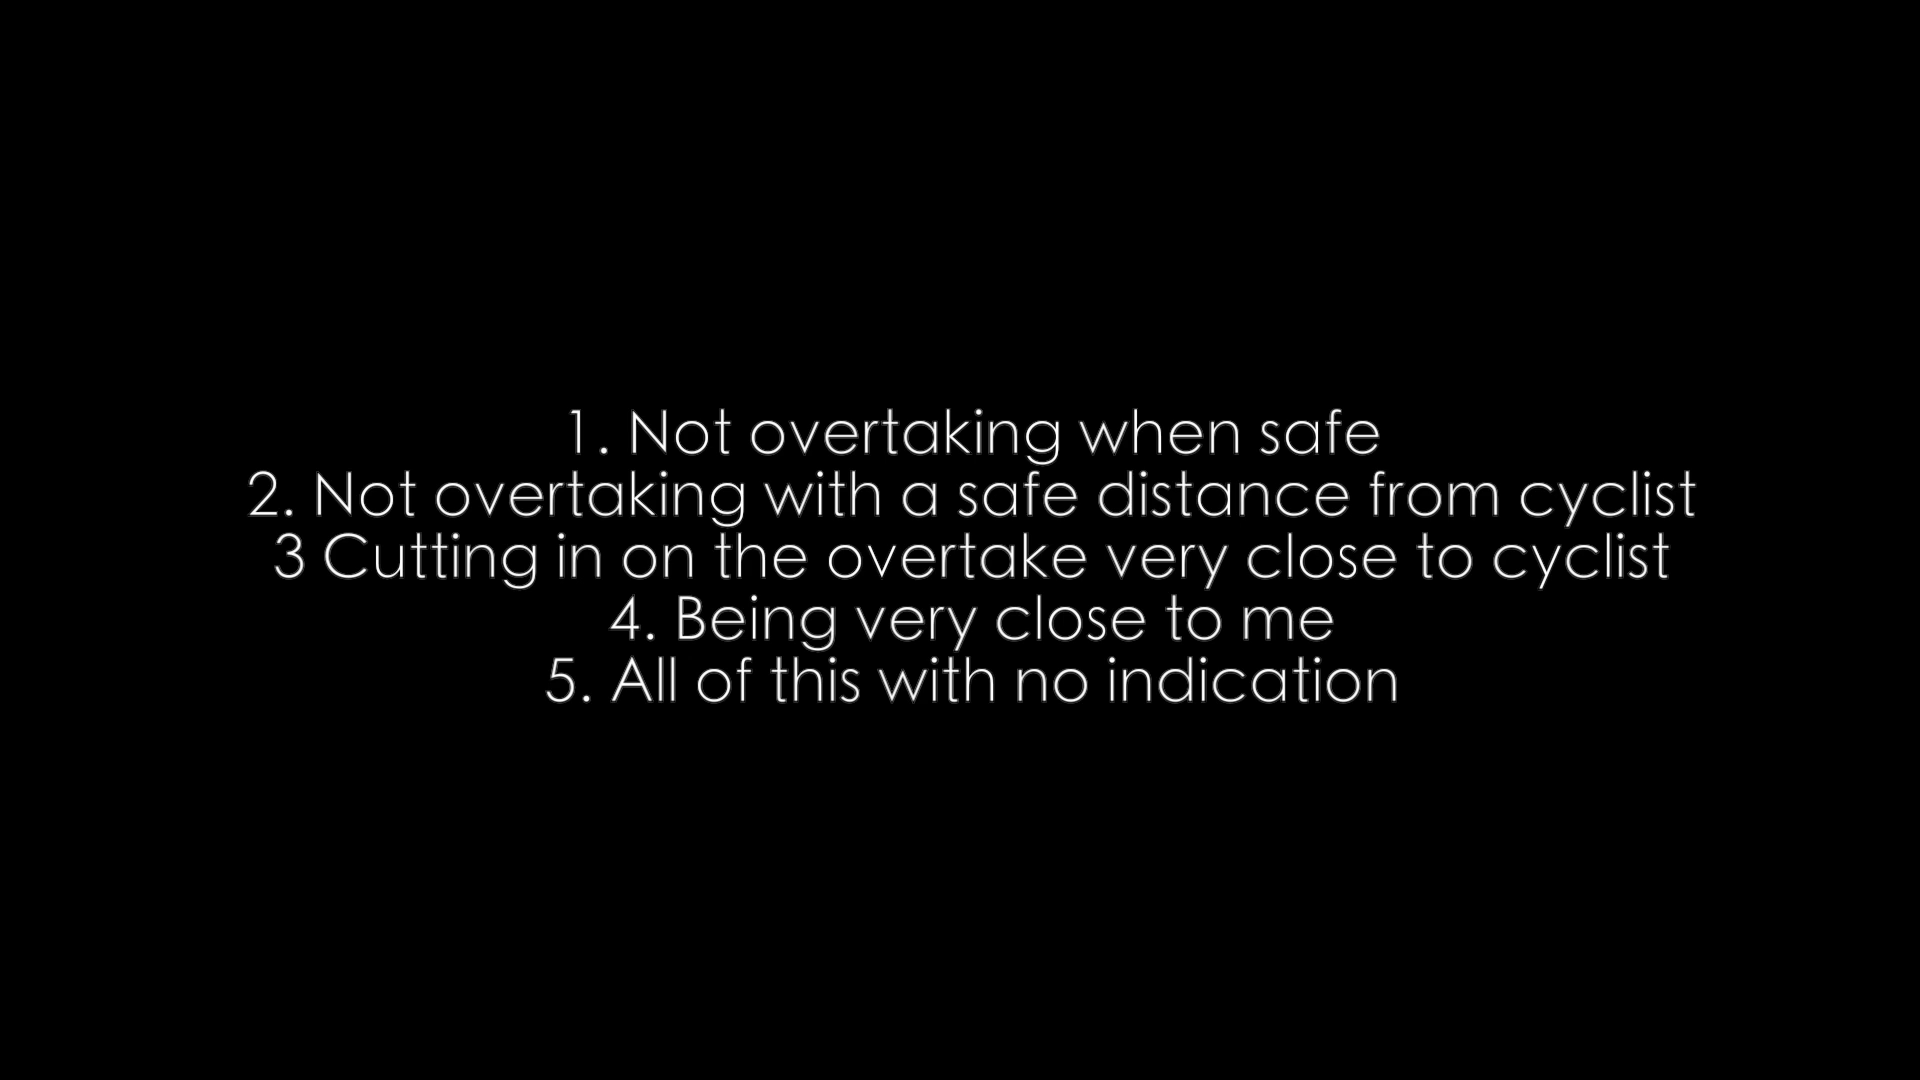 1. Not overtaking when safe
2. Not overtaking with a safe distance from cyclist
3 Cutting in on the overtake very close to cyclist
4. Being very close to me
5. All of this with no indication